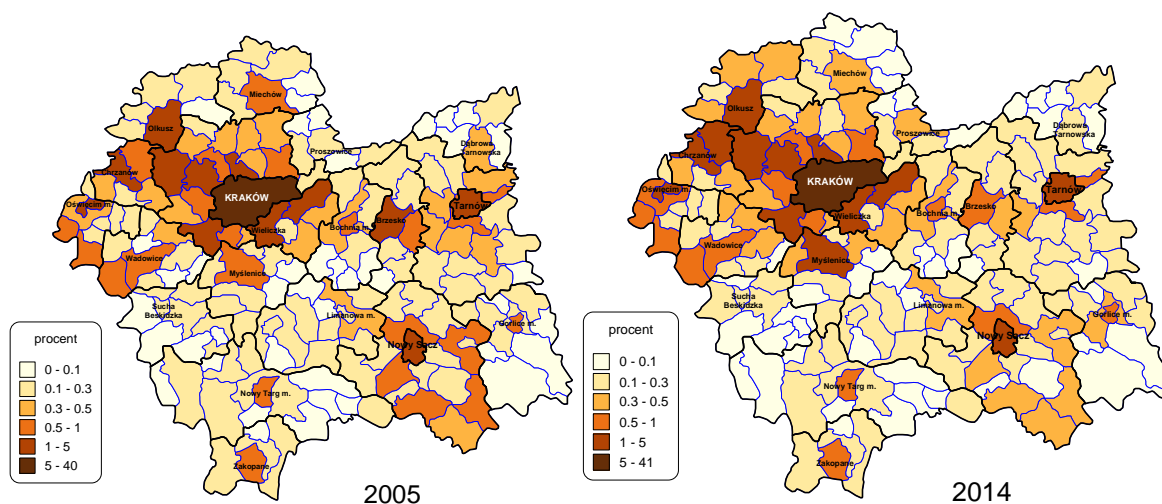 Miechów
Olkusz
Proszowice
Dąbrowa
Tarnowska
Chrzanów
KRAKÓW
Oświęcim m.
Tarnów
Wieliczka
Bochnia m.
Brzesko
Wadowice
Myślenice
Sucha
Beskidzka
Limanowa m.
Gorlice m.
Nowy Sącz
Nowy Targ m.
Zakopane
procent
0 - 0.1
0.1 - 0.3
0.3 - 0.5
0.5 - 1
1 - 5
5 - 40
2005
Miechów
Olkusz
Proszowice
Dąbrowa
Tarnowska
Chrzanów
KRAKÓW
Oświęcim m.
Tarnów
Bochnia m.
Brzesko
Wieliczka
Wadowice
Myślenice
Sucha
Beskidzka
Limanowa m.
Gorlice m.
Nowy Sącz
Nowy Targ m.
Zakopane
procent
0 - 0.1
0.1 - 0.3
0.3 - 0.5
0.5 - 1
1 - 5
5 - 41
2014